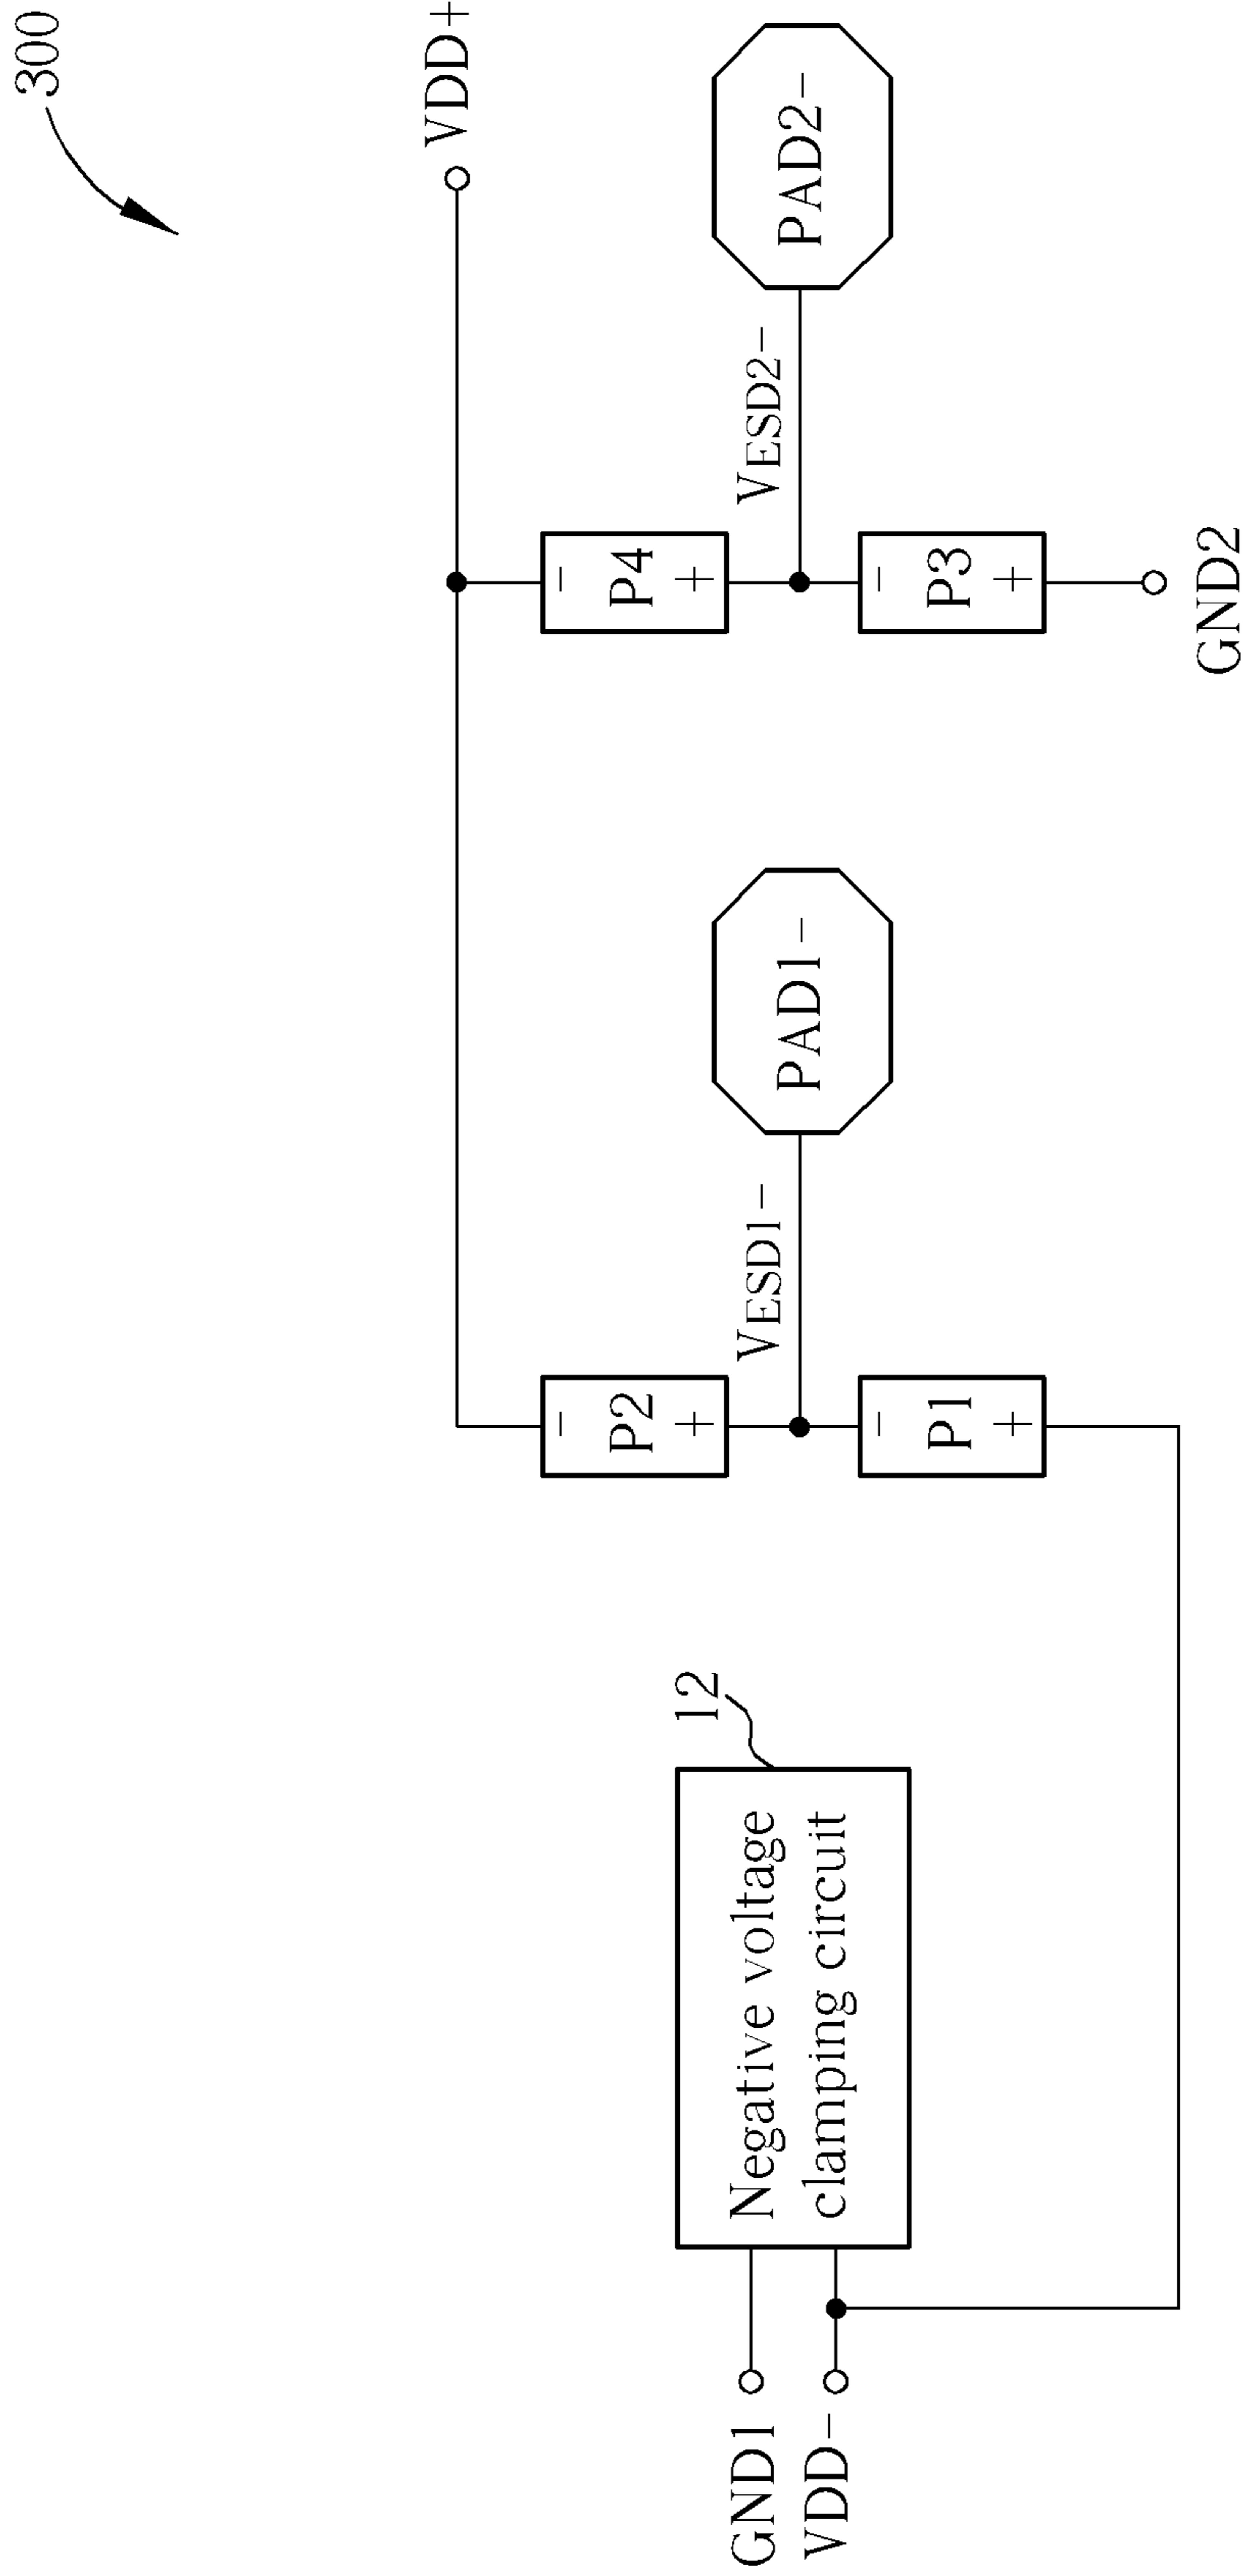 300
VDD+
P2
-
+
P4
-
+
GND1
VDD-
Negative voltage
clamping circuit
12
VESD1-
PAD1-
VESD2-
PAD2-
P1
-
+
P3
-
+
GND2